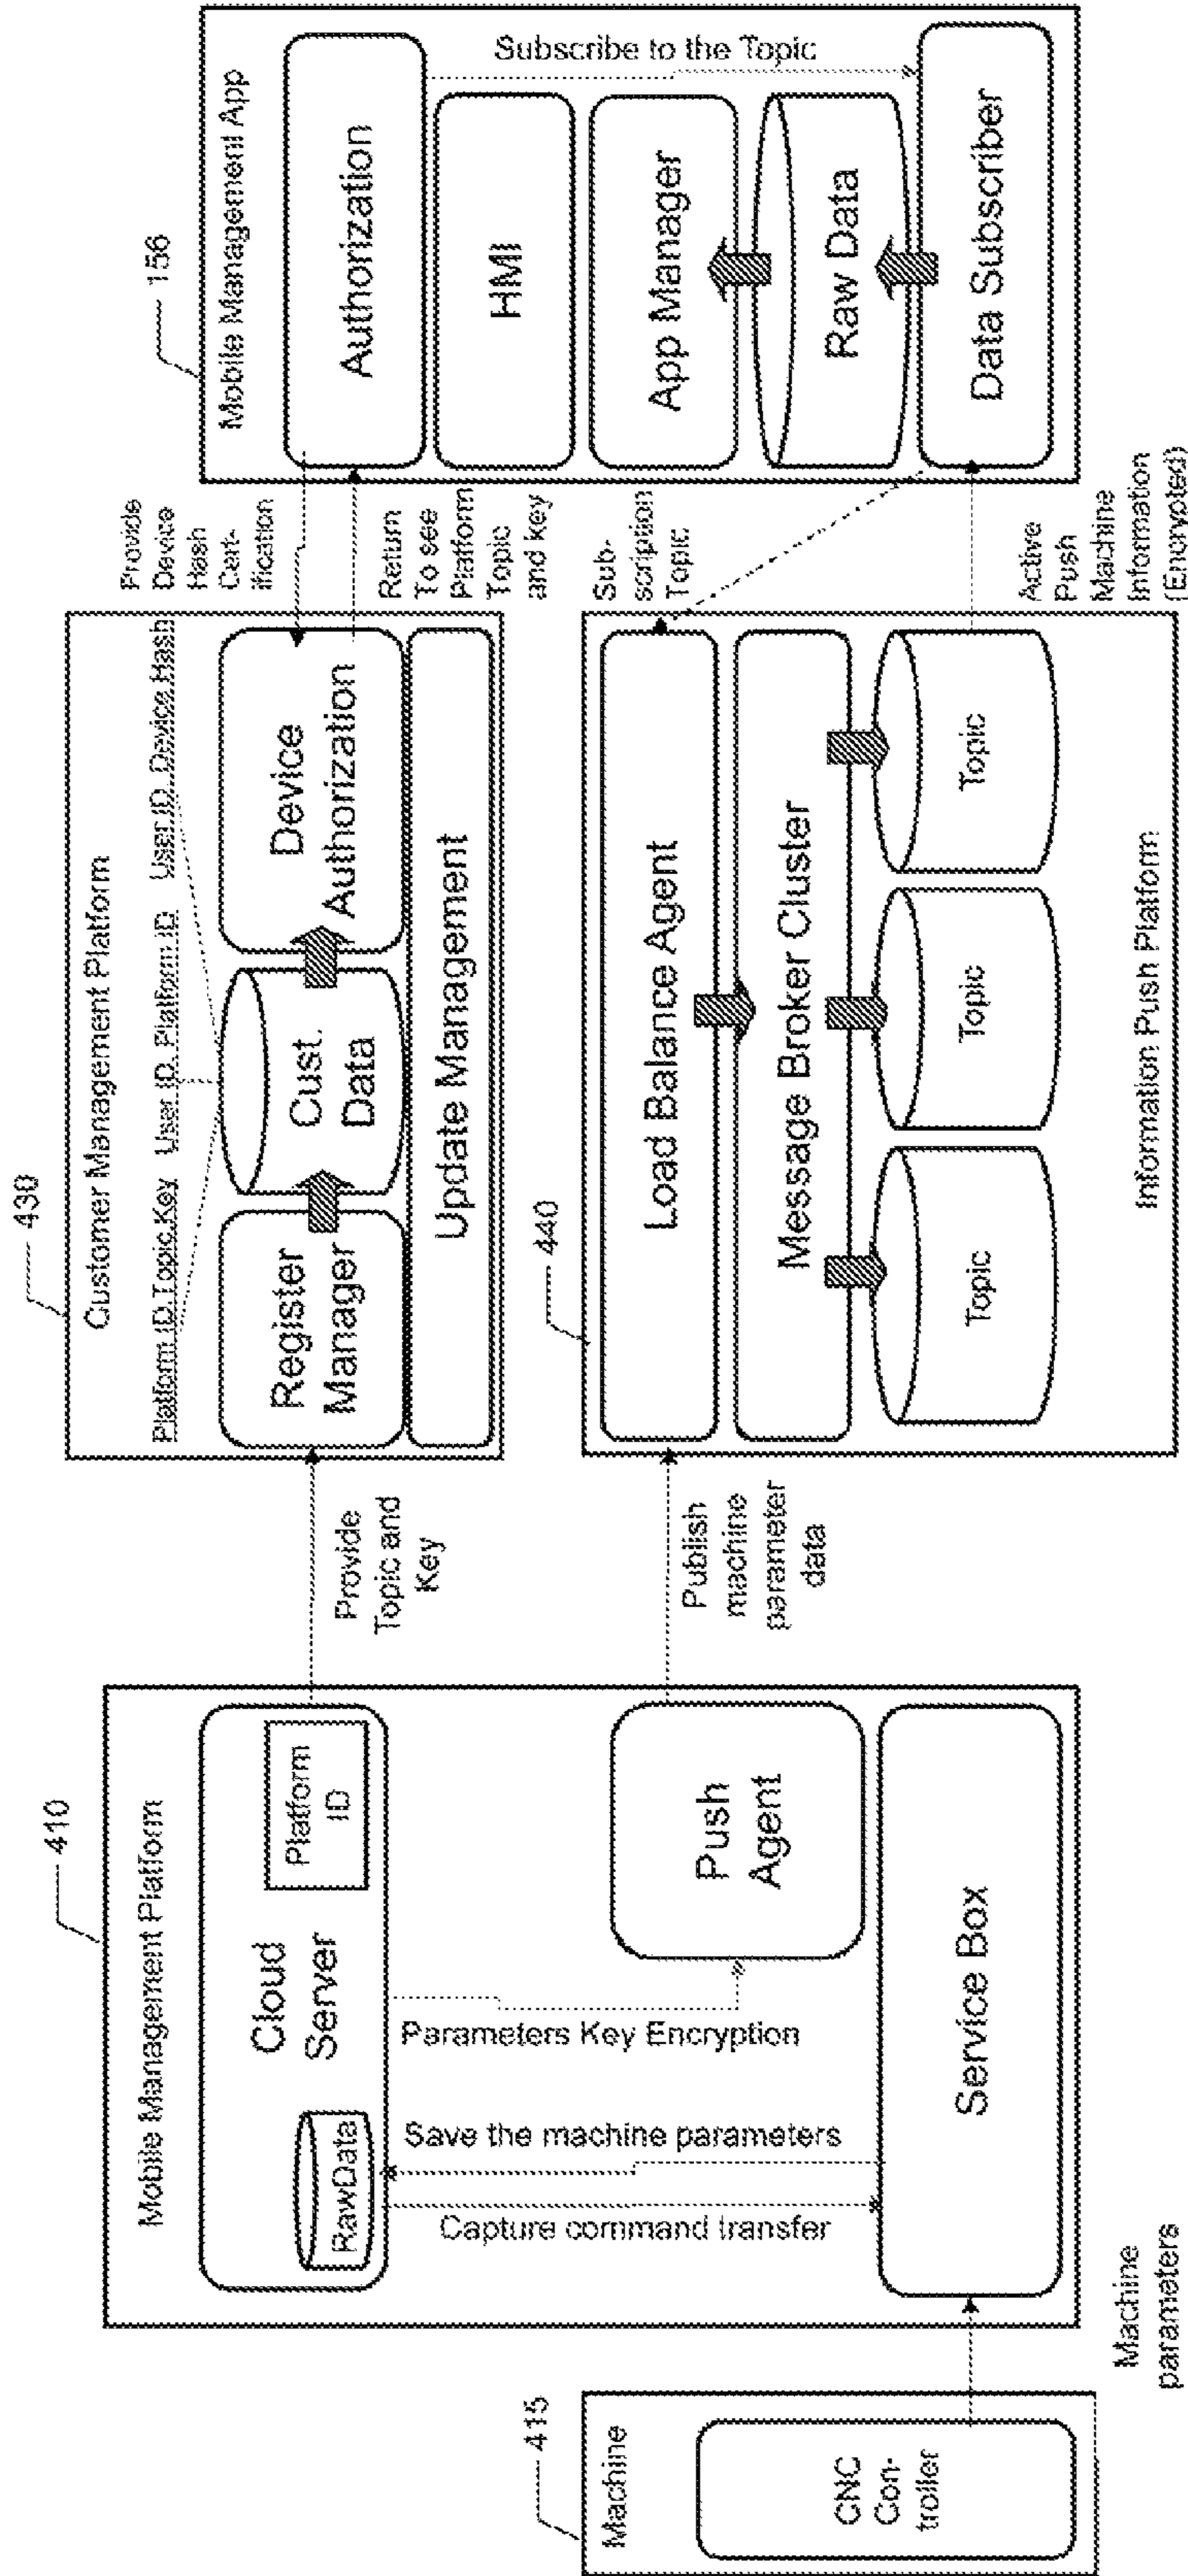 415
Machine
CNC
Con-
troller
Machine
parameters
410
Mobile Management Platform
Cloud
Server
RawData
Platform
ID
Parameters Key Encryption
Save the machine parameters
Capture command transfer
Push
Agent
Service Box
Provide
Topic and
Key
Publish
machine
parameter
data
430
Customer Management Platform
Platform ID,Topic,Key User ID, Platform ID User ID, Device Hash
Register
Manager
Cust.
Data
Device
Authorization
Update Management
440
Load Balance Agent
Message Broker Cluster
Topic
Topic
Topic
Information Push Platform
Provide
Device
Hash
Cert-
ification
Return
To see
Platform
Topic
and key
Sub-
scription
Topic
Active
Push
Machine
Information
(Encrypted)
156
Mobile Management App
Authorization
HMI
App Manager
Raw Data
Data Subscriber
Subscribe to the Topic